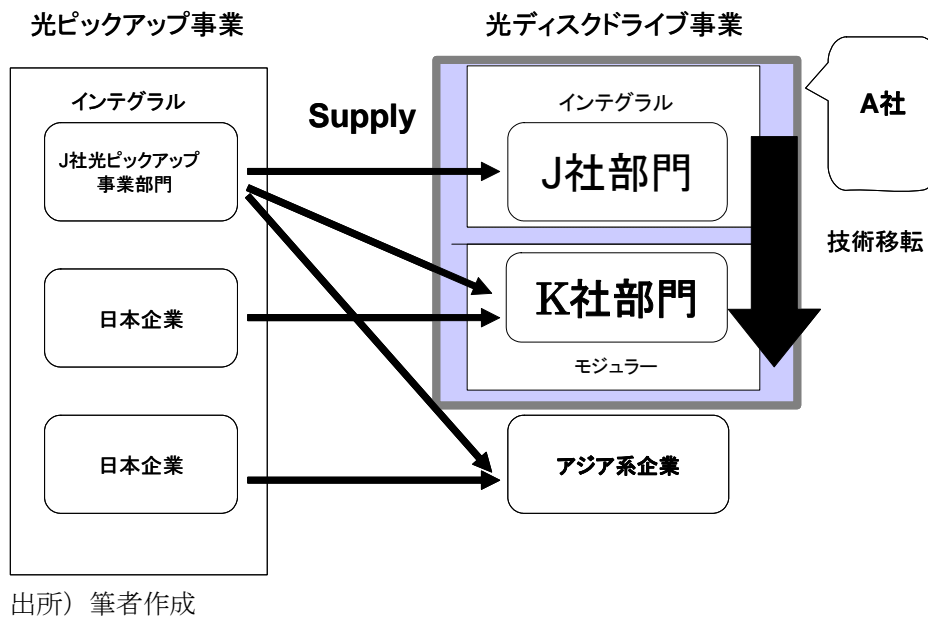 光ピックアップ事業
光ディスクドライブ事業
インテグラル
Supply
インテグラル
A社
J社光ピックアップ
事業部門
J社部門
技術移転
日本企業
K社部門
モジュラー
日本企業
アジア系企業
出所）筆者作成